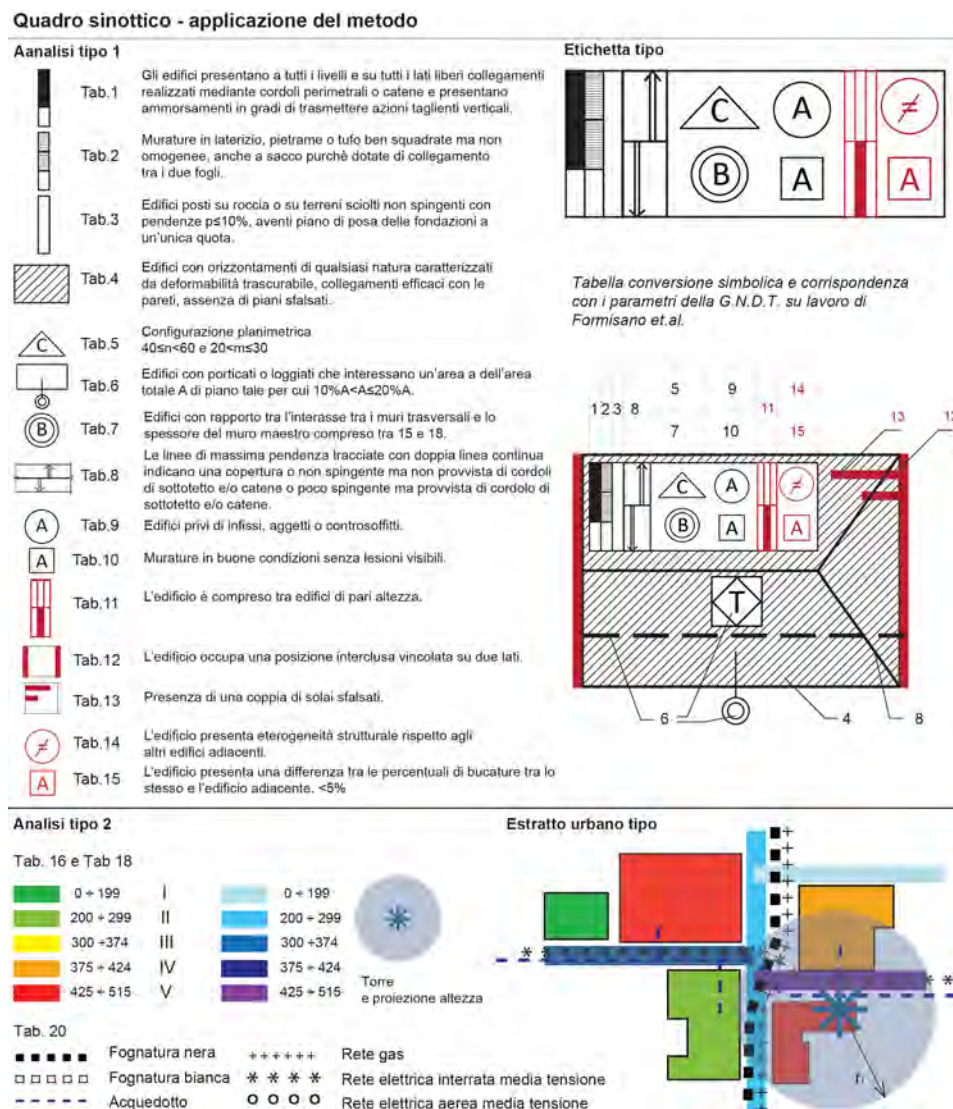 Quadro sinottico - applicazione del metodo
Aanalisi tipo 1
Tab.1
Gli edifici presentano a tutti i livelli e su tutti i lati liberi collegamenti
realizzati mediante cordoli perimetrali o catene e presentano
ammorsamenti in gradi di trasmettere azioni taglienti verticali.
Tab.2
Murature in laterizio, pietrame o tufo ben squadrate ma non
omogenee, anche a sacco purchè dotate di collegamento
tra i due fogli.
Tab.3
Edifici posti su roccia o su terreni sciolti non spingenti con
pendenze p≤10%, aventi piano di posa delle fondazioni a
un'unica quota.
Tab.4
Edifici con orizzontamenti di qualsiasi natura caratterizzati
da deformabilità trascurabile, collegamenti efficaci con le
pareti, assenza di piani sfalsati.
C
Tab.5
Configurazione planimetrica
40≤n<60 e 20<m≤30
Tab.6
Edifici con porticati o loggiati che interessano un'area a dell'area
totale A di piano tale per cui 10%A<A≤20%A.
B
Tab.7
Edifici con rapporto tra l'interasse tra i muri trasversali e lo
spessore del muro maestro compreso tra 15 e 18.
Tab.8
Le linee di massima pendenza tracciate con doppia linea continua
indicano una copertura o non spingente ma non provvista di cordoli
di sottotetto e/o catene o poco spingente ma provvista di cordolo di
sottotetto e/o catene.
A
Tab.9
Edifici privi di infissi, aggetti o controsoffitti.
A
Tab.10
Murature in buone condizioni senza lesioni visibili.
Tab.11
L'edificio è compreso tra edifici di pari altezza.
Tab.12
L'edificio occupa una posizione interclusa vincolata su due lati.
Tab.13
Presenza di una coppia di solai sfalsati.
≠
Tab.14
L'edificio presenta eterogeneità strutturale rispetto agli
altri edifici adiacenti.
A
Tab.15
L'edificio presenta una differenza tra le percentuali di bucature tra lo
stesso e l'edificio adiacente. <5%
Etichetta tipo
C A ≠
B A A
Tabella conversione simbolica e corrispondenza
con i parametri della G.N.D.T. su lavoro di
Formisano et.al.
5 9 14
1 2 3 8 11 13 12
7 10 15
C A ≠
B A A
T
6 4 8
Analisi tipo 2
Tab. 16 e Tab 18
0 ÷ 199 I 0 ÷ 199
200 ÷ 299 II 200 ÷ 299
300 ÷374 III 300 ÷374
375 ÷ 424 IV 375 ÷ 424
425 ÷ 515 V 425 ÷ 515
Torre
e proiezione altezza
Tab. 20
Fognatura nera
Rete gas
Fognatura bianca
Rete elettrica interrata media tensione
Acquedotto
Rete elettrica aerea media tensione
Estratto urbano tipo